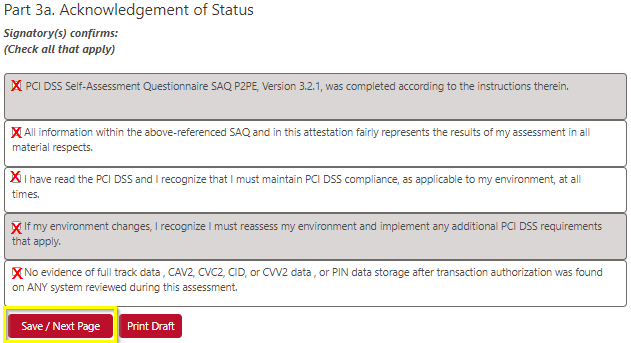 Part 3a. Acknowledgement of Status
Signatory(s) confirms:
(Check all that apply)
X PCI DSS Self-Assessment Questionnaire SAQ P2PE, Version 3.2.1, was completed according to the instructions therein.
X All information within the above-referenced SAQ and in this attestation fairly represents the results of my assessment in all
material respects.
X I have read the PCI DSS and I recognize that I must maintain PCI DSS compliance, as applicable to my environment, at all
times.
X If my environment changes, I recognize I must reassess my environment and implement any additional PCI DSS requirements
that apply.
X No evidence of full track data , CAV2, CVC2, CID, or CVV2 data , or PIN data storage after transaction authorization was found
on ANY system reviewed during this assessment.
Save / Next Page Print Draft